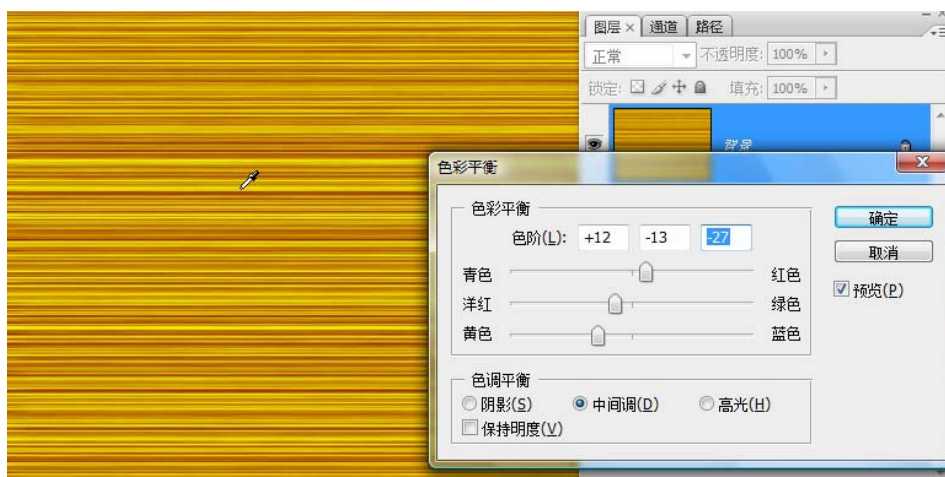 图层× 通道 路径
正常 不透明度: 100%
锁定: 填充: 100%
背景
色彩平衡
色彩平衡
色阶(L): +12 -13 -27
青色 红色
洋红 绿色
黄色 蓝色
色调平衡
阴影(S) 中间调(D) 高光(H)
保持明度(V)
确定
取消
预览(P)